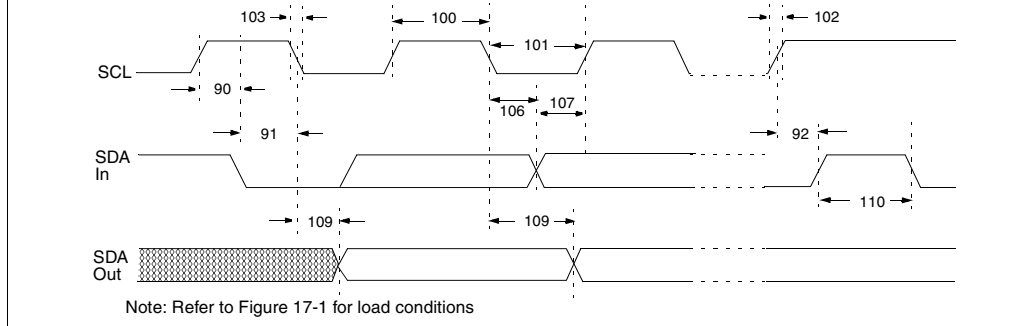 103
100
102
101
SCL
90
106
107
91
92
SDA
In
110
109
109
SDA
Out
Note: Refer to Figure 17-1 for load conditions